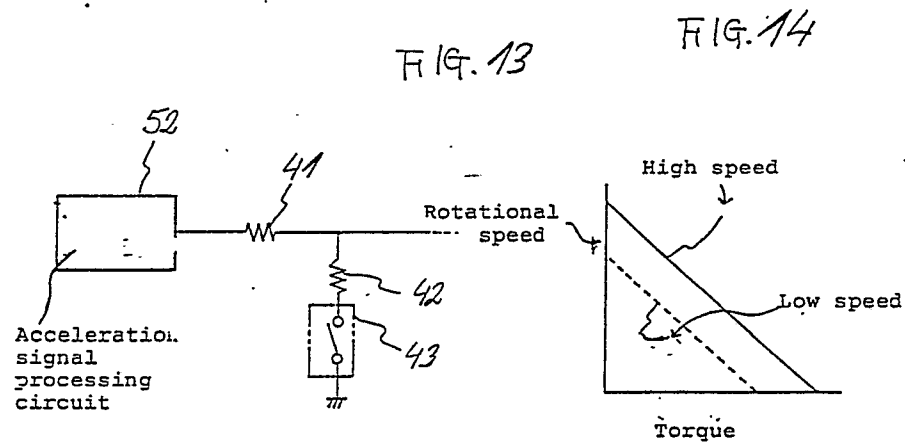 FIG. 13
FIG. 14
52
41
42
43
Acceleration
signal
processing
circuit
High speed
Rotational
speed
Low speed
Torque